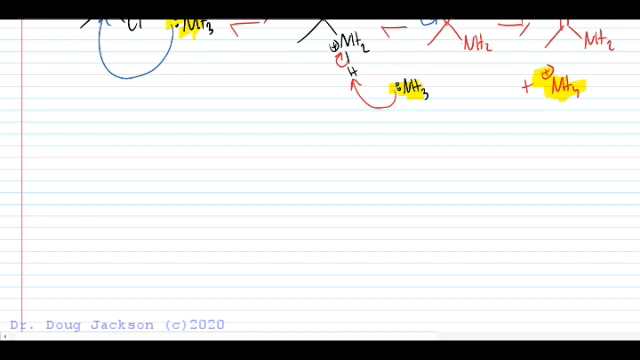 Cl :NH3
⊕NH2 NH2 NH2
H :NH3 + ⊕NH4
Dr. Doug Jackson (c)2020